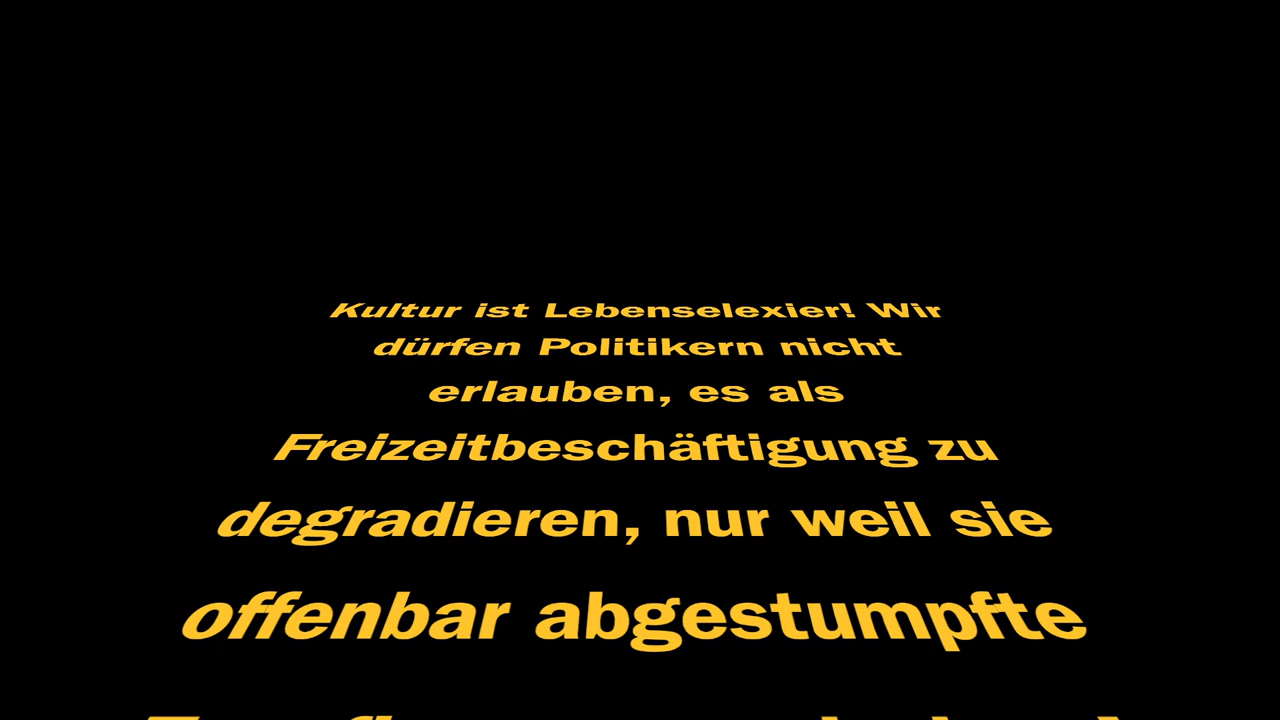 Kultur ist Lebenselexier! Wir
dürfen Politikern nicht
erlauben, es als
Freizeitbeschäftigung zu
degradieren, nur weil sie
offenbar abgestumpfte